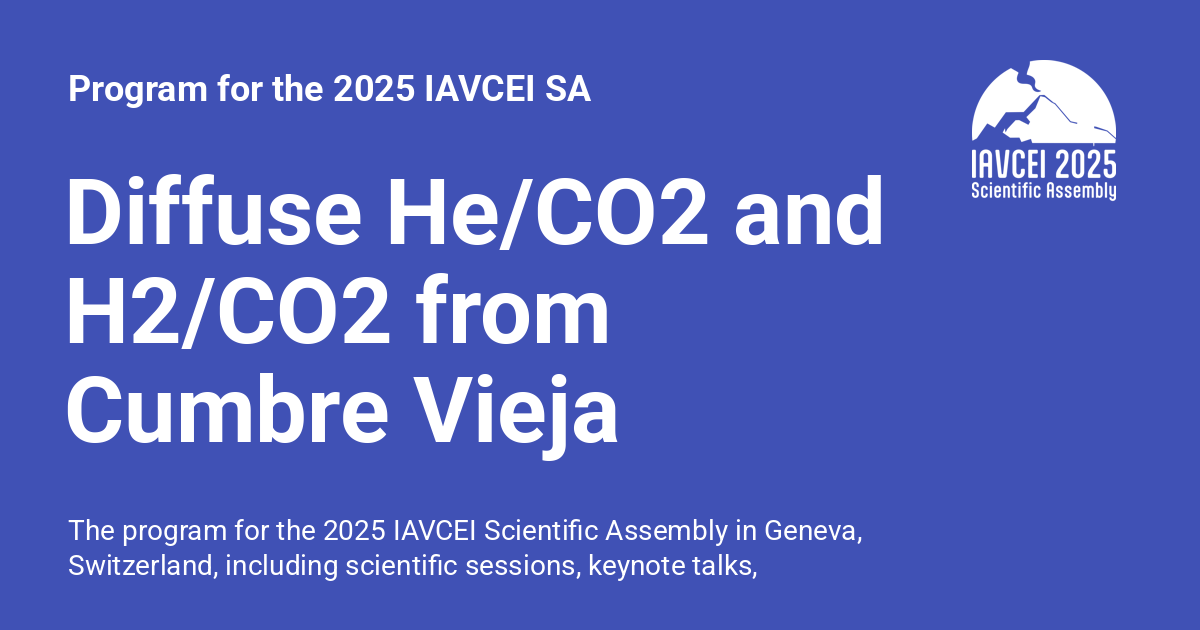 Program for the 2025 IAVCEI SA
IAVCEI 2025
Scientific Assembly
Diffuse He/CO2 and
H2/CO2 from
Cumbre Vieja
The program for the 2025 IAVCEI Scientific Assembly in Geneva,
Switzerland, including scientific sessions, keynote talks,